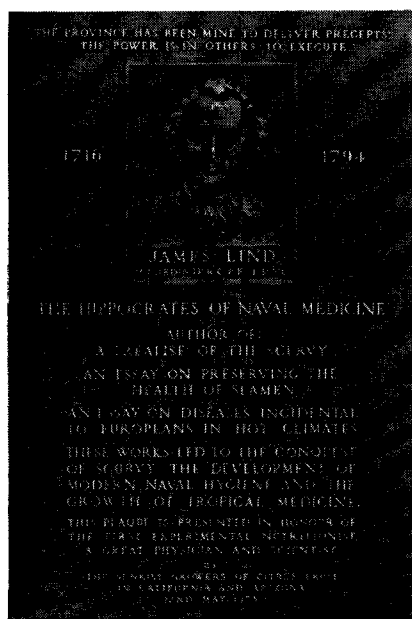 THE PROVINCE HAS BEEN MINE TO DELIVER PRECEPTS
THE POWER IS IN OTHERS TO EXECUTE
1716 1794
JAMES LIND
THE HIPPOCRATES OF NAVAL MEDICINE
AUTHOR OF
A TREATISE OF THE SCURVY
AN ESSAY ON PRESERVING THE
HEALTH OF SEAMEN
AN ESSAY ON DISEASES INCIDENTAL
TO EUROPEANS IN HOT CLIMATES
THESE WORKS LED TO THE CONQUEST
OF SCURVY THE DEVELOPMENT OF
MODERN NAVAL HYGIENE AND THE
GROWTH OF TROPICAL MEDICINE.
THIS PLAQUE IS PRESENTED IN HONOUR OF
THE FIRST EXPERIMENTAL NUTRITIONIST
A GREAT PHYSICIAN AND SCIENTIST
BY
THE SUNKIST GROWERS OF CITRUS FRUIT
IN CALIFORNIA AND ARIZONA
MAY